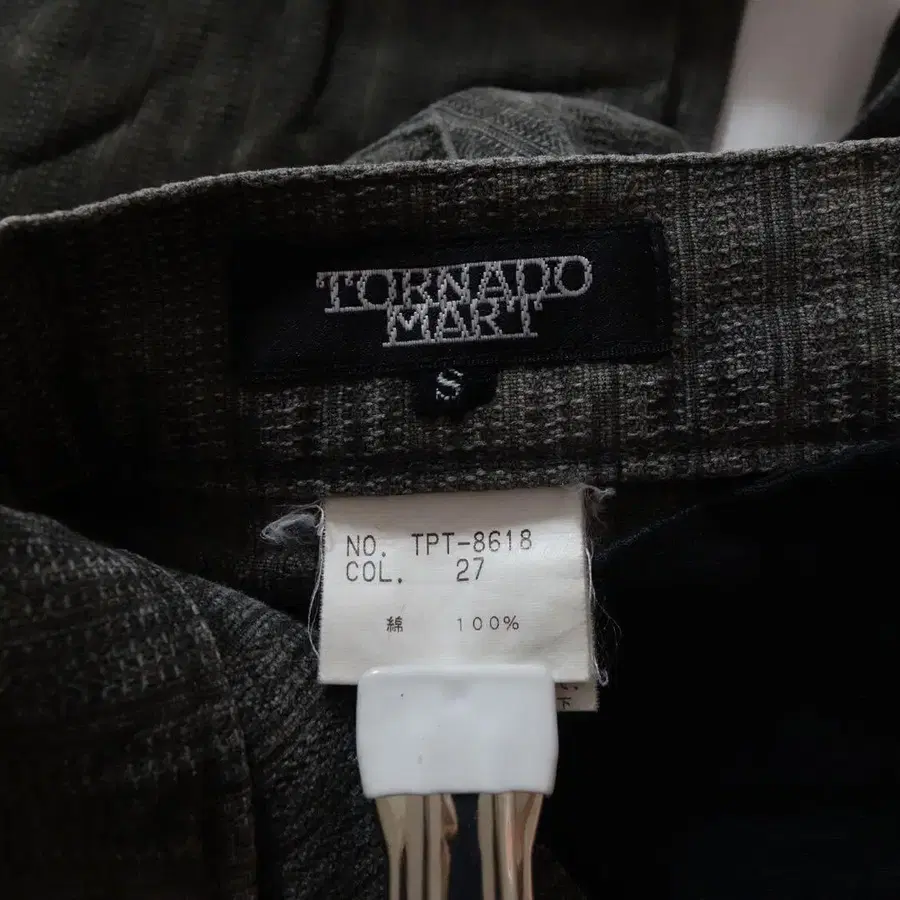 TORNADO
MART
S
NO. TPT-8618
COL. 27
綿 100%